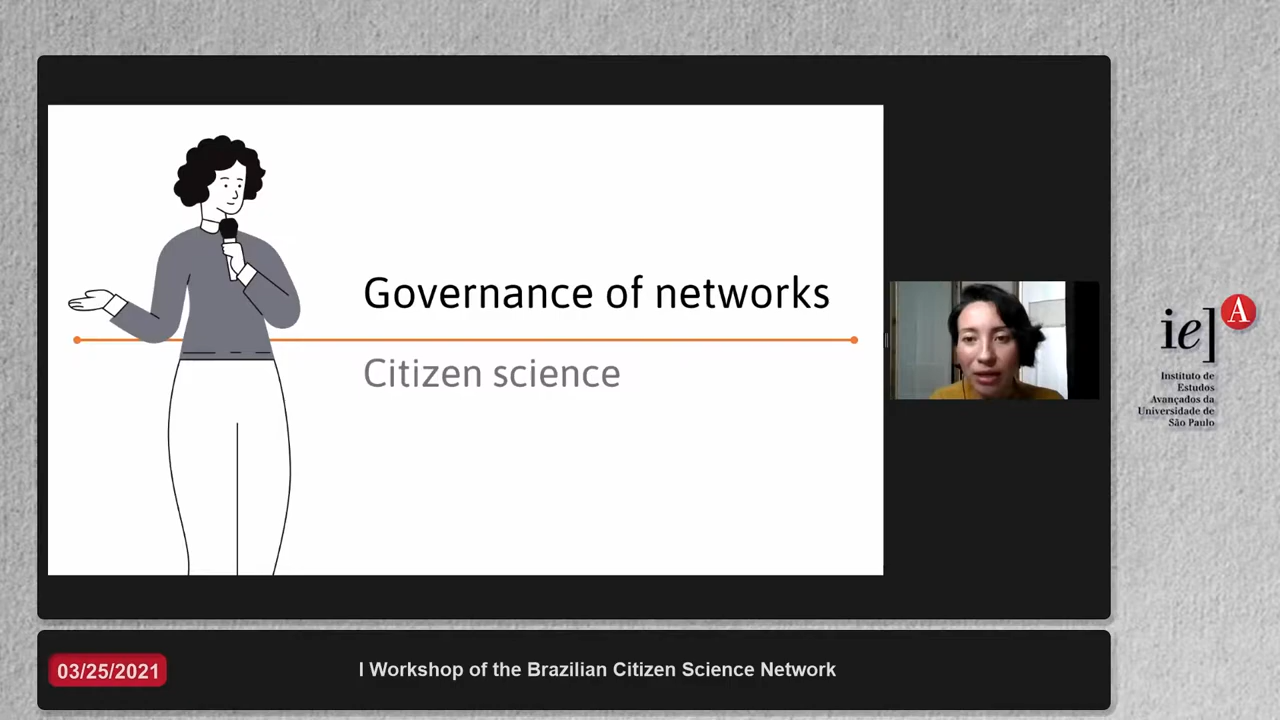 Governance of networks
Citizen science
ie]
A
Instituto de
Estudos
Avançados da
Universidade de
São Paulo
03/25/2021
I Workshop of the Brazilian Citizen Science Network